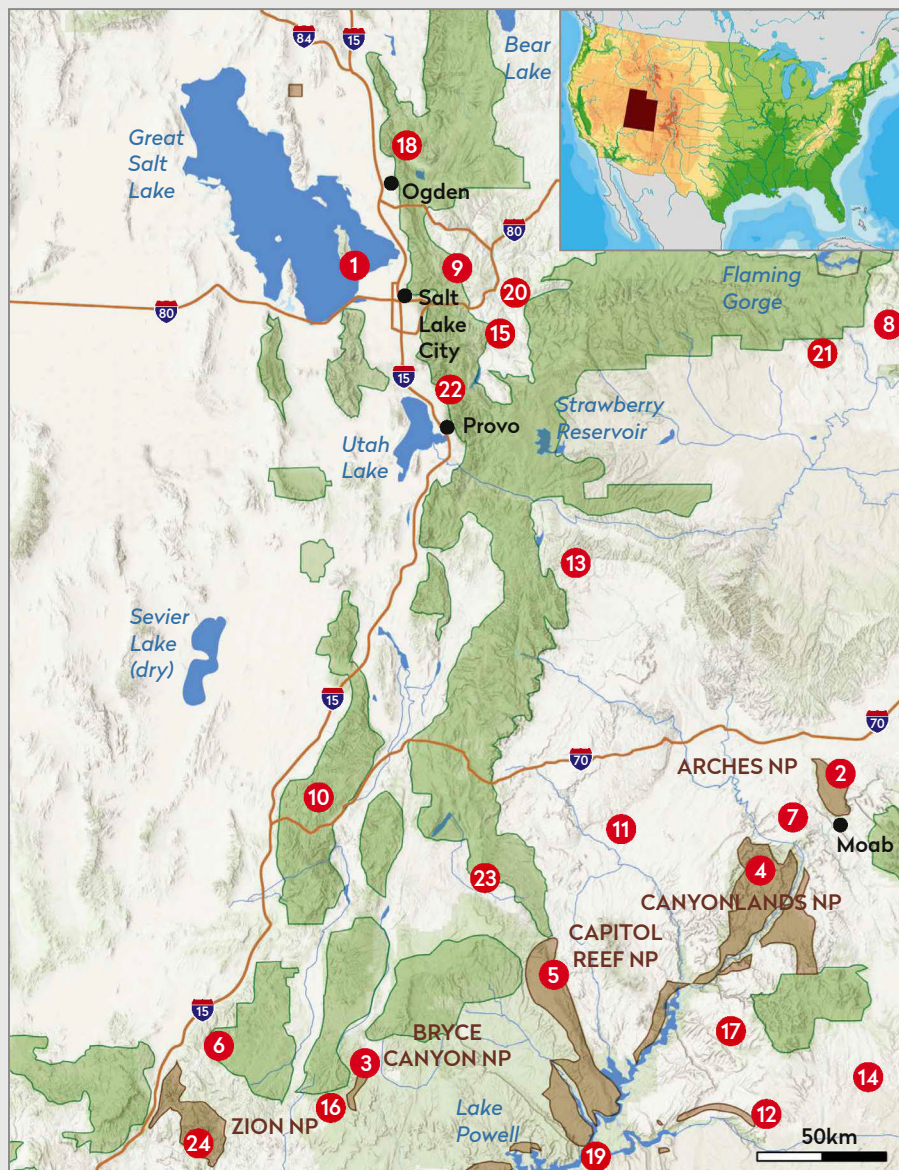 84
15
Bear
Lake
Great
Salt
Lake
18
Ogden
80
1
9
20
Flaming
Gorge
80
Salt
Lake
City
15
8
21
15
22
Strawberry
Reservoir
Provo
Utah
Lake
13
Sevier
Lake
(dry)
15
70
70
ARCHES NP
2
10
7
11
Moab
4
23
CANYONLANDS NP
CAPITOL
REEF NP
5
15
6
BRYCE
CANYON NP
3
17
14
16
ZION NP
Lake
Powell
12
24
19
50km